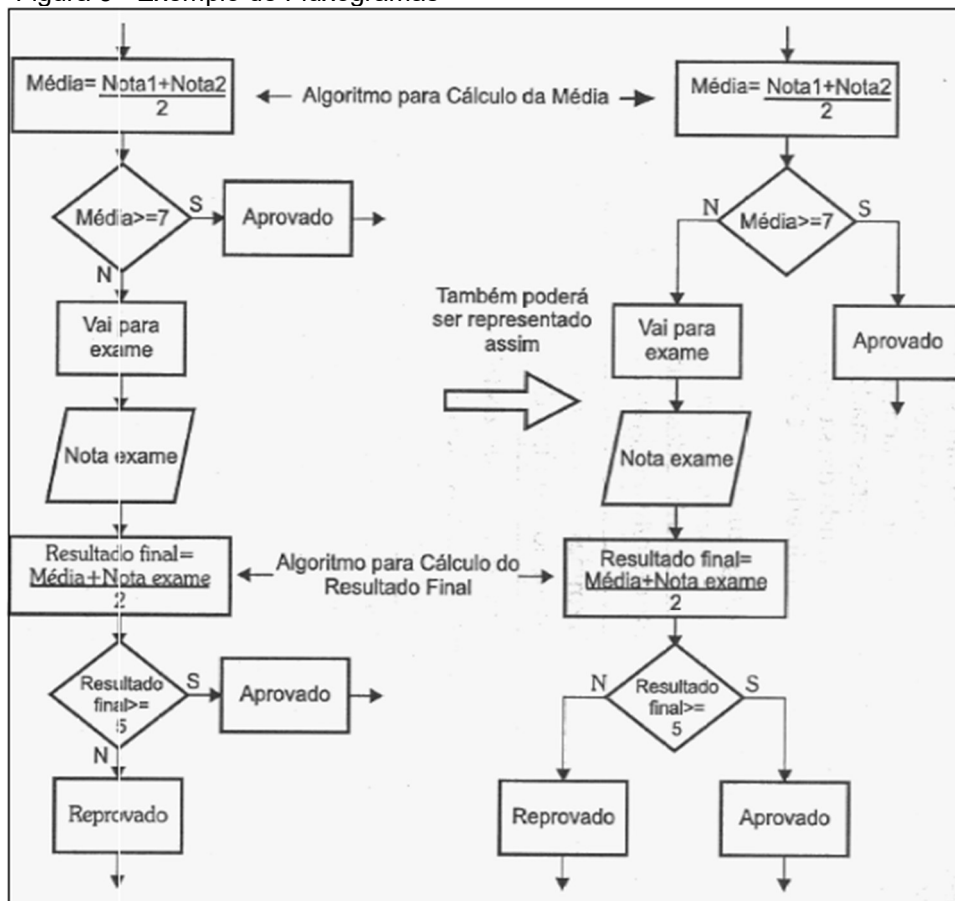 Figura - Exemplo de Fluxogramas
Média= Nota1+Nota2
2
Algoritmo para Cálculo da Média
Média= Nota1+Nota2
2
Média>=7
S
N
Aprovado
Vai para
exame
Nota exame
Resultado final=
Média+Nota exame
2
Resultado
final>=
5
S
N
Aprovado
Reprovado
Também poderá
ser representado
assim
Algoritmo para Cálculo do
Resultado Final
N
Média>=7
S
Vai para
exame
Aprovado
Nota exame
Resultado final=
Média+Nota exame
2
N
Resultado
final>=
5
S
Reprovado
Aprovado